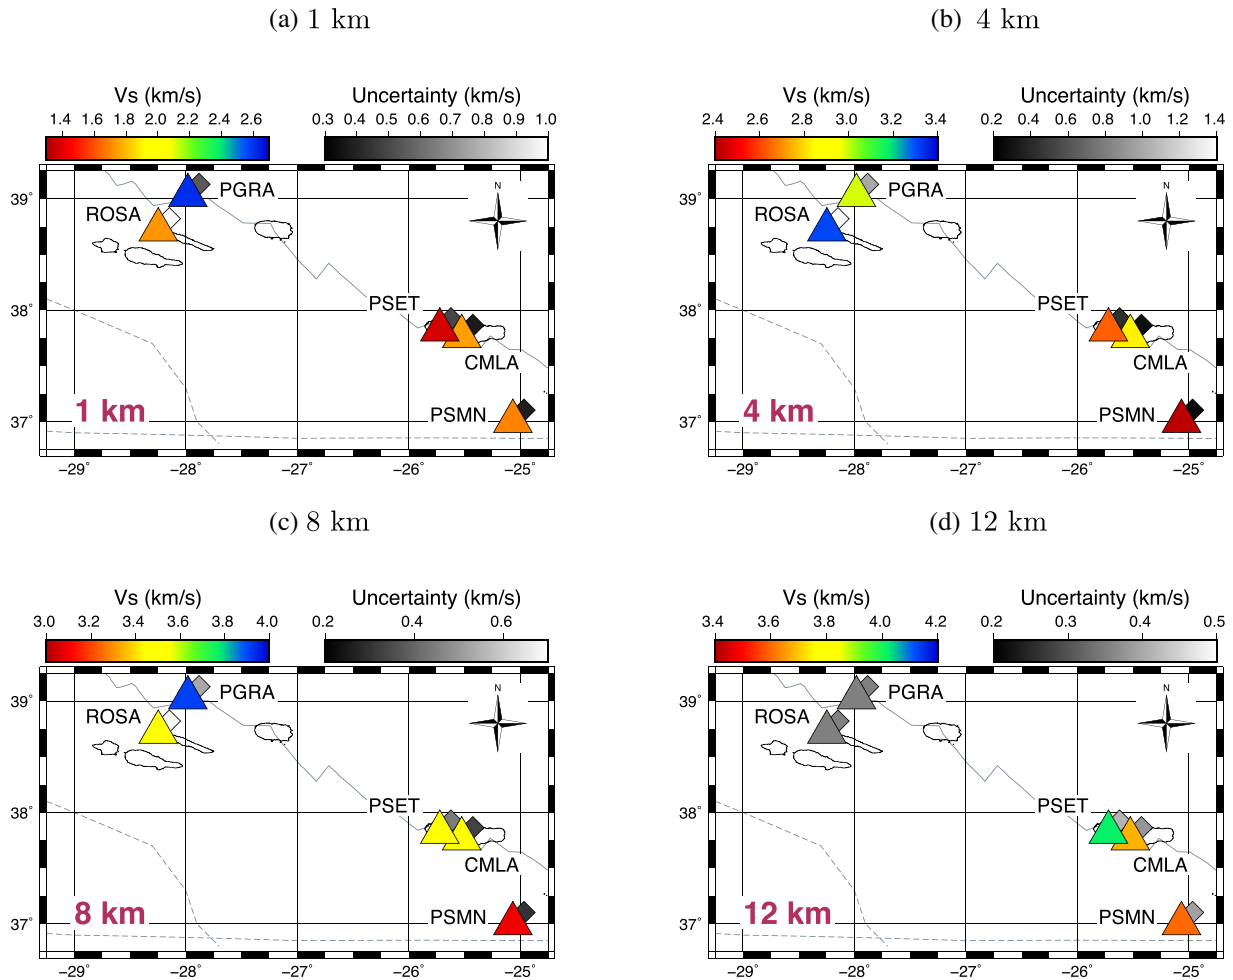 (a) 1 km
(b) 4 km
Vs (km/s)
Uncertainty (km/s)
1.4 1.6 1.8 2.0 2.2 2.4 2.6
0.3 0.4 0.5 0.6 0.7 0.8 0.9 1.0
Vs (km/s)
Uncertainty (km/s)
2.4 2.6 2.8 3.0 3.2 3.4
0.2 0.4 0.6 0.8 1.0 1.2 1.4
39°
PGRA
ROSA
N
38°
PSET
CMLA
1 km
PSMN
37°
−29° −28° −27° −26° −25°
39°
PGRA
ROSA
N
38°
PSET
CMLA
4 km
PSMN
37°
−29° −28° −27° −26° −25°
(c) 8 km
(d) 12 km
Vs (km/s)
Uncertainty (km/s)
3.0 3.2 3.4 3.6 3.8 4.0
0.2 0.4 0.6
Vs (km/s)
Uncertainty (km/s)
3.4 3.6 3.8 4.0 4.2
0.2 0.3 0.4 0.5
39°
PGRA
ROSA
N
38°
PSET
CMLA
8 km
PSMN
37°
−29° −28° −27° −26° −25°
39°
PGRA
ROSA
N
38°
PSET
CMLA
12 km
PSMN
37°
−29° −28° −27° −26° −25°